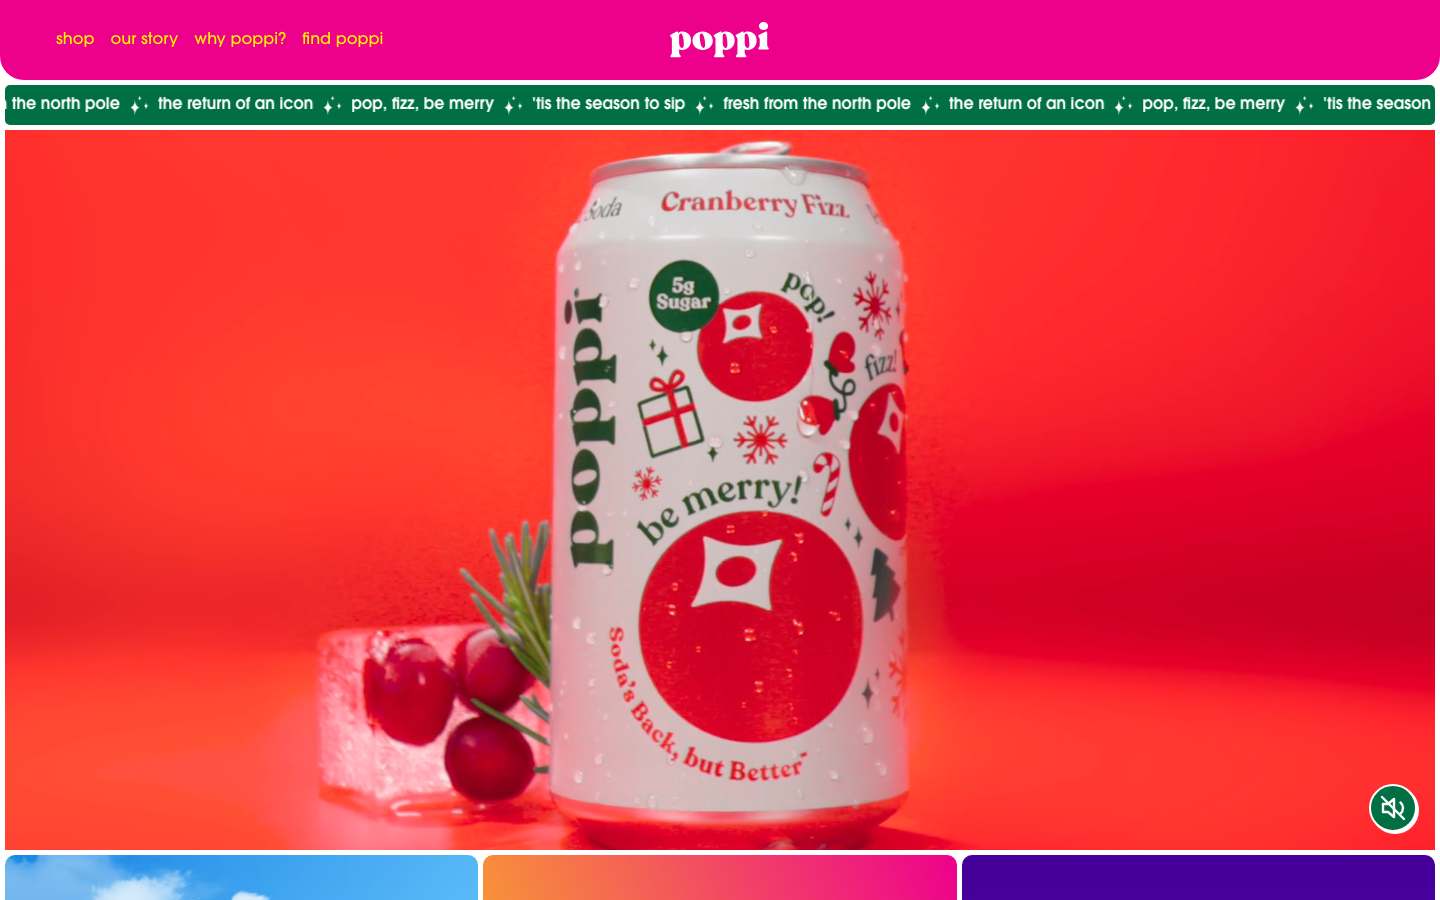 shop our story why poppi? find poppi
poppi
the north pole the return of an icon pop, fizz, be merry 'tis the season to sip fresh from the north pole the return of an icon pop, fizz, be merry 'tis the season
Soda Cranberry Fizz
5g
Sugar
pop!
fizz!
poppi
be merry!
Soda's Back, but Better™